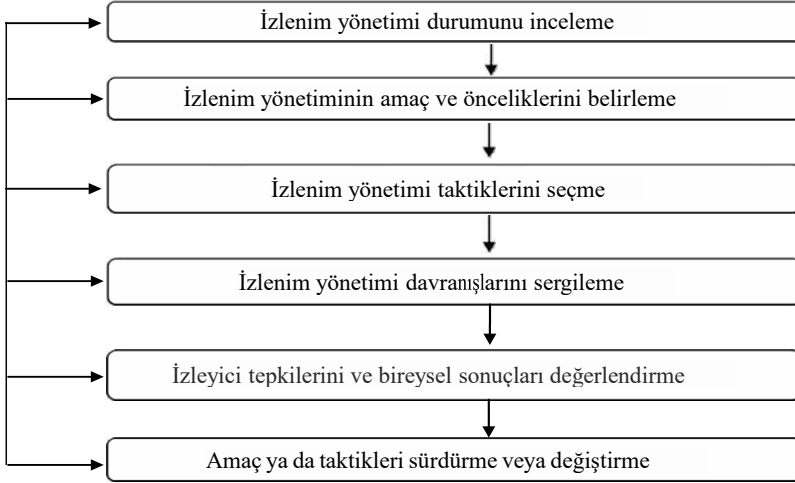 İzlenim yönetimi durumunu inceleme
İzlenim yönetiminin amaç ve önceliklerini belirleme
İzlenim yönetimi taktiklerini seçme
İzlenim yönetimi davranışlarını sergileme
İzleyici tepkilerini ve bireysel sonuçları değerlendirme
Amaç ya da taktikleri sürdürme veya değiştirme